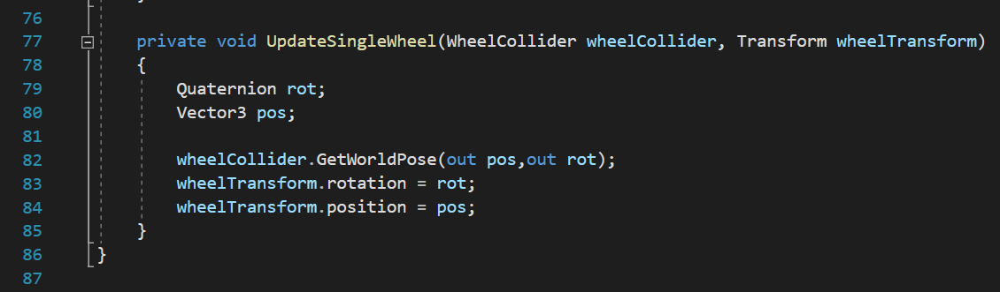 76
77 private void UpdateSingleWheel(WheelCollider wheelCollider, Transform wheelTransform)
78 {
79 Quaternion rot;
80 Vector3 pos;
81
82 wheelCollider.GetWorldPose(out pos,out rot);
83 wheelTransform.rotation = rot;
84 wheelTransform.position = pos;
85 }
86 }
87